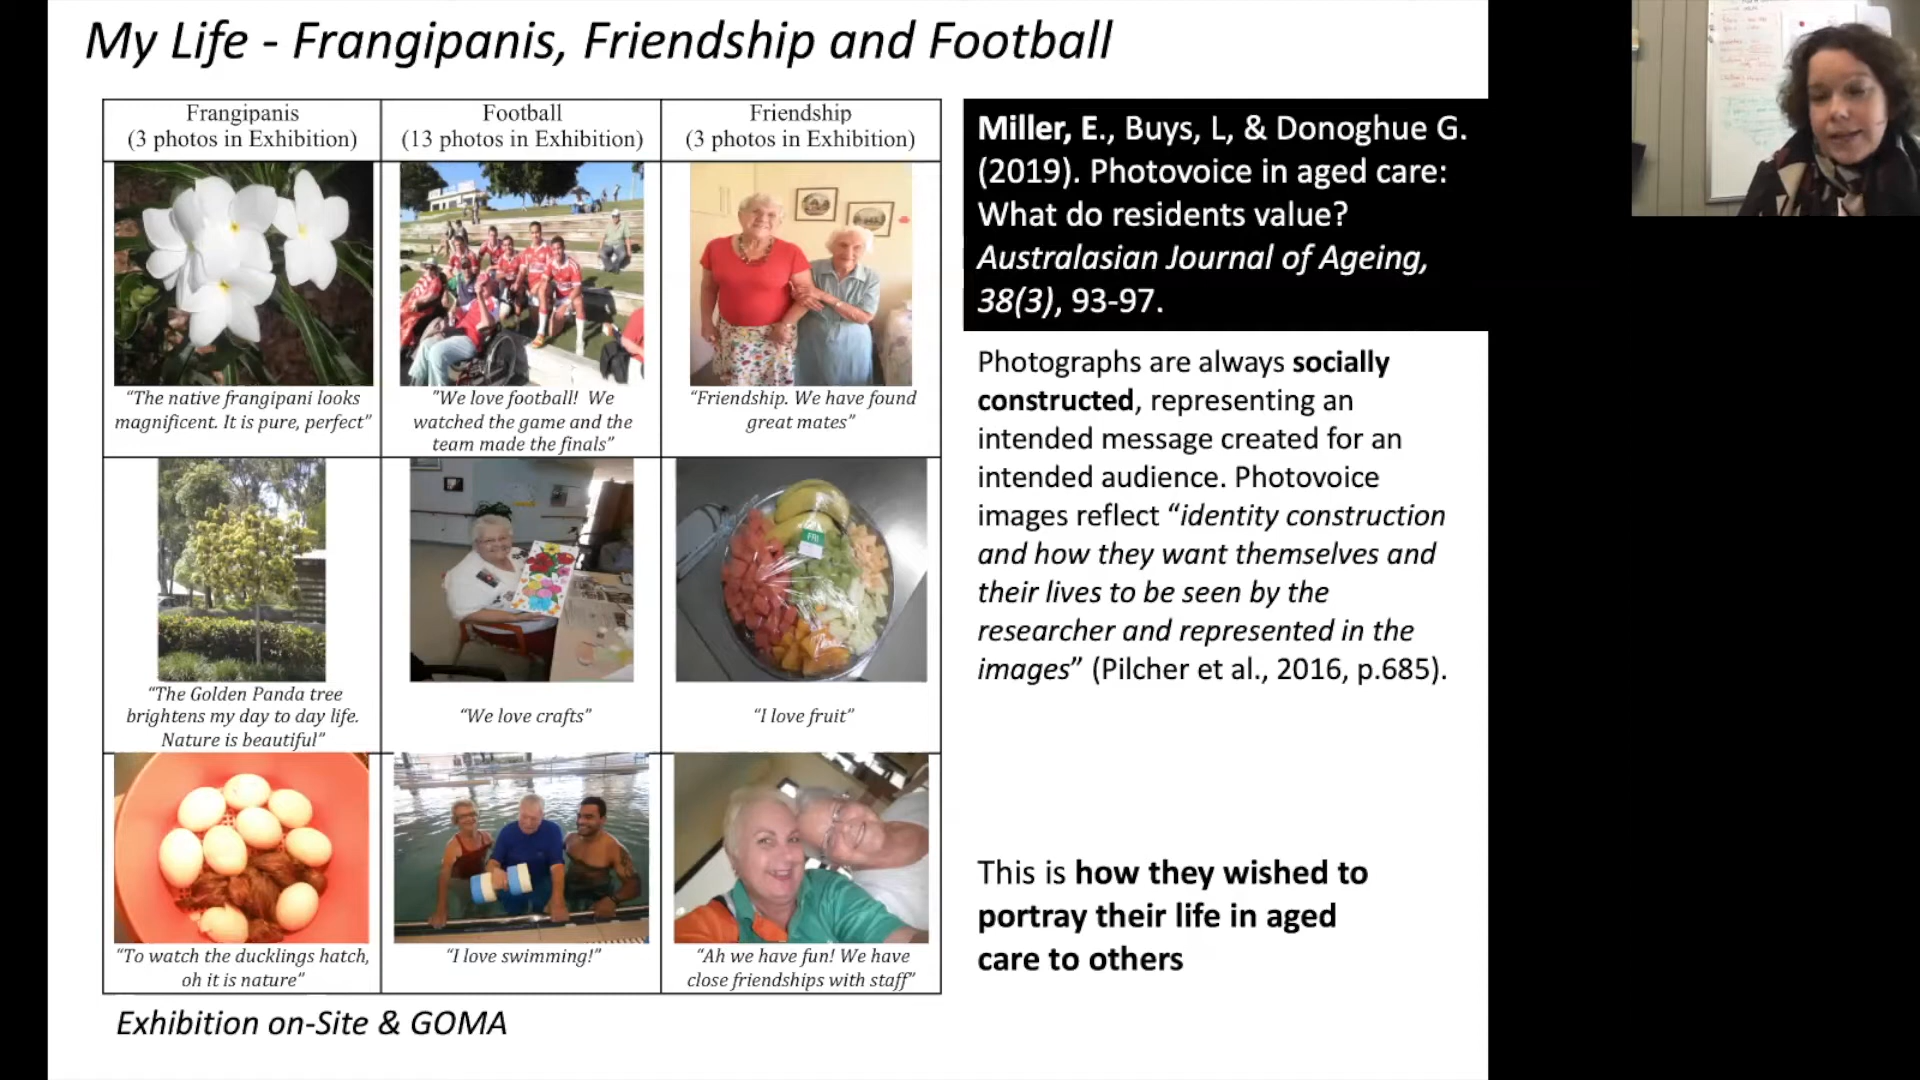 My Life - Frangipanis, Friendship and Football
Frangipanis
(3 photos in Exhibition)
Football
(13 photos in Exhibition)
Friendship
(3 photos in Exhibition)
“The native frangipani looks
magnificent. It is pure, perfect”
"We love football!  We
watched the game and the
team made the finals”
“Friendship. We have found
great mates”
FRI
“The Golden Panda tree
brightens my day to day life.
Nature is beautiful”
“We love crafts”
“I love fruit”
“To watch the ducklings hatch,
oh it is nature”
“I love swimming!”
“Ah we have fun! We have
close friendships with staff”
Exhibition on-Site & GOMA
Miller, E., Buys, L, & Donoghue G.
(2019). Photovoice in aged care:
What do residents value?
Australasian Journal of Ageing,
38(3), 93-97.
Photographs are always socially
constructed, representing an
intended message created for an
intended audience. Photovoice
images reflect “identity construction
and how they want themselves and
their lives to be seen by the
researcher and represented in the
images” (Pilcher et al., 2016, p.685).
This is how they wished to
portray their life in aged
care to others